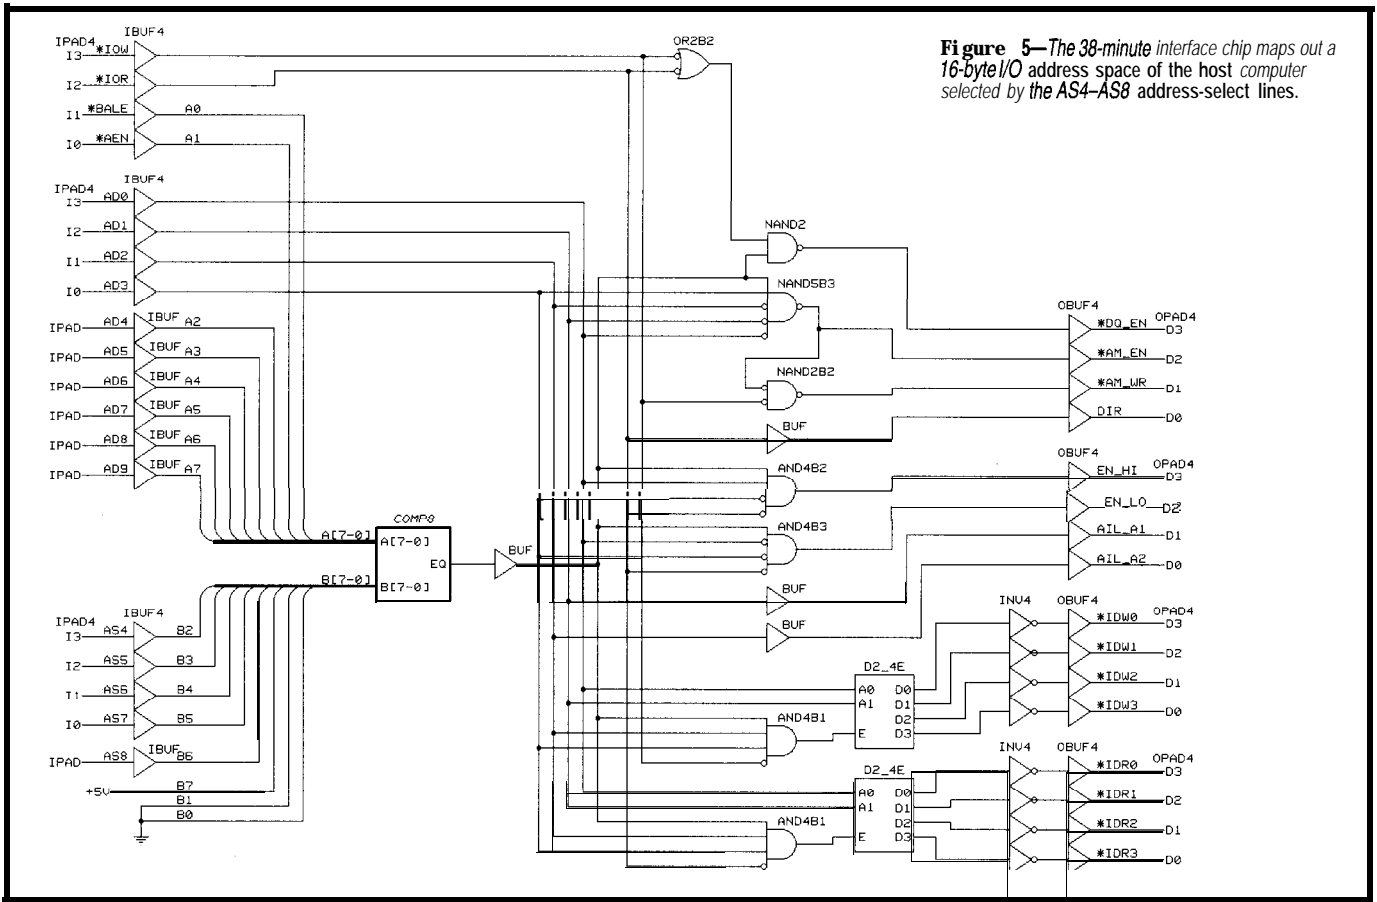 Figure 5—The 38-minute interface chip maps out a
16-byte I/O address space of the host computer
selected by the AS4–AS8 address-select lines.
IBUF4
IPAD4
I3 *IOW
I2 *IOR
I1 *BALE A0
I0 *AEN A1
OR2B2
IBUF4
IPAD4
I3 AD0
I2 AD1
I1 AD2
I0 AD3
IPAD AD4 IBUF A2
IPAD AD5 IBUF A3
IPAD AD6 IBUF A4
IPAD AD7 IBUF A5
IPAD AD8 IBUF A6
IPAD AD9 IBUF A7
NAND2
NAND5B3
NAND2B2
BUF
OBUF4
OPAD4
*DQ_EN D3
*AM_EN D2
*AM_WR D1
DIR D0
COMP8
A[7-0] A[7-0]
EQ
B[7-0] B[7-0]
BUF
AND4B2
AND4B3
BUF
BUF
OBUF4
OPAD4
EN_HI D3
EN_LO D2
AIL_A1 D1
AIL_A2 D0
IBUF4
IPAD4
I3 AS4 B2
I2 AS5 B3
I1 AS6 B4
I0 AS7 B5
IPAD AS8 IBUF B6
+5V B7
B1
B0
D2_4E
A0 D0
A1 D1
D2
E D3
AND4B1
INV4 OBUF4
OPAD4
*IDW0 D3
*IDW1 D2
*IDW2 D1
*IDW3 D0
D2_4E
A0 D0
A1 D1
D2
E D3
AND4B1
INV4 OBUF4
OPAD4
*IDR0 D3
*IDR1 D2
*IDR2 D1
*IDR3 D0